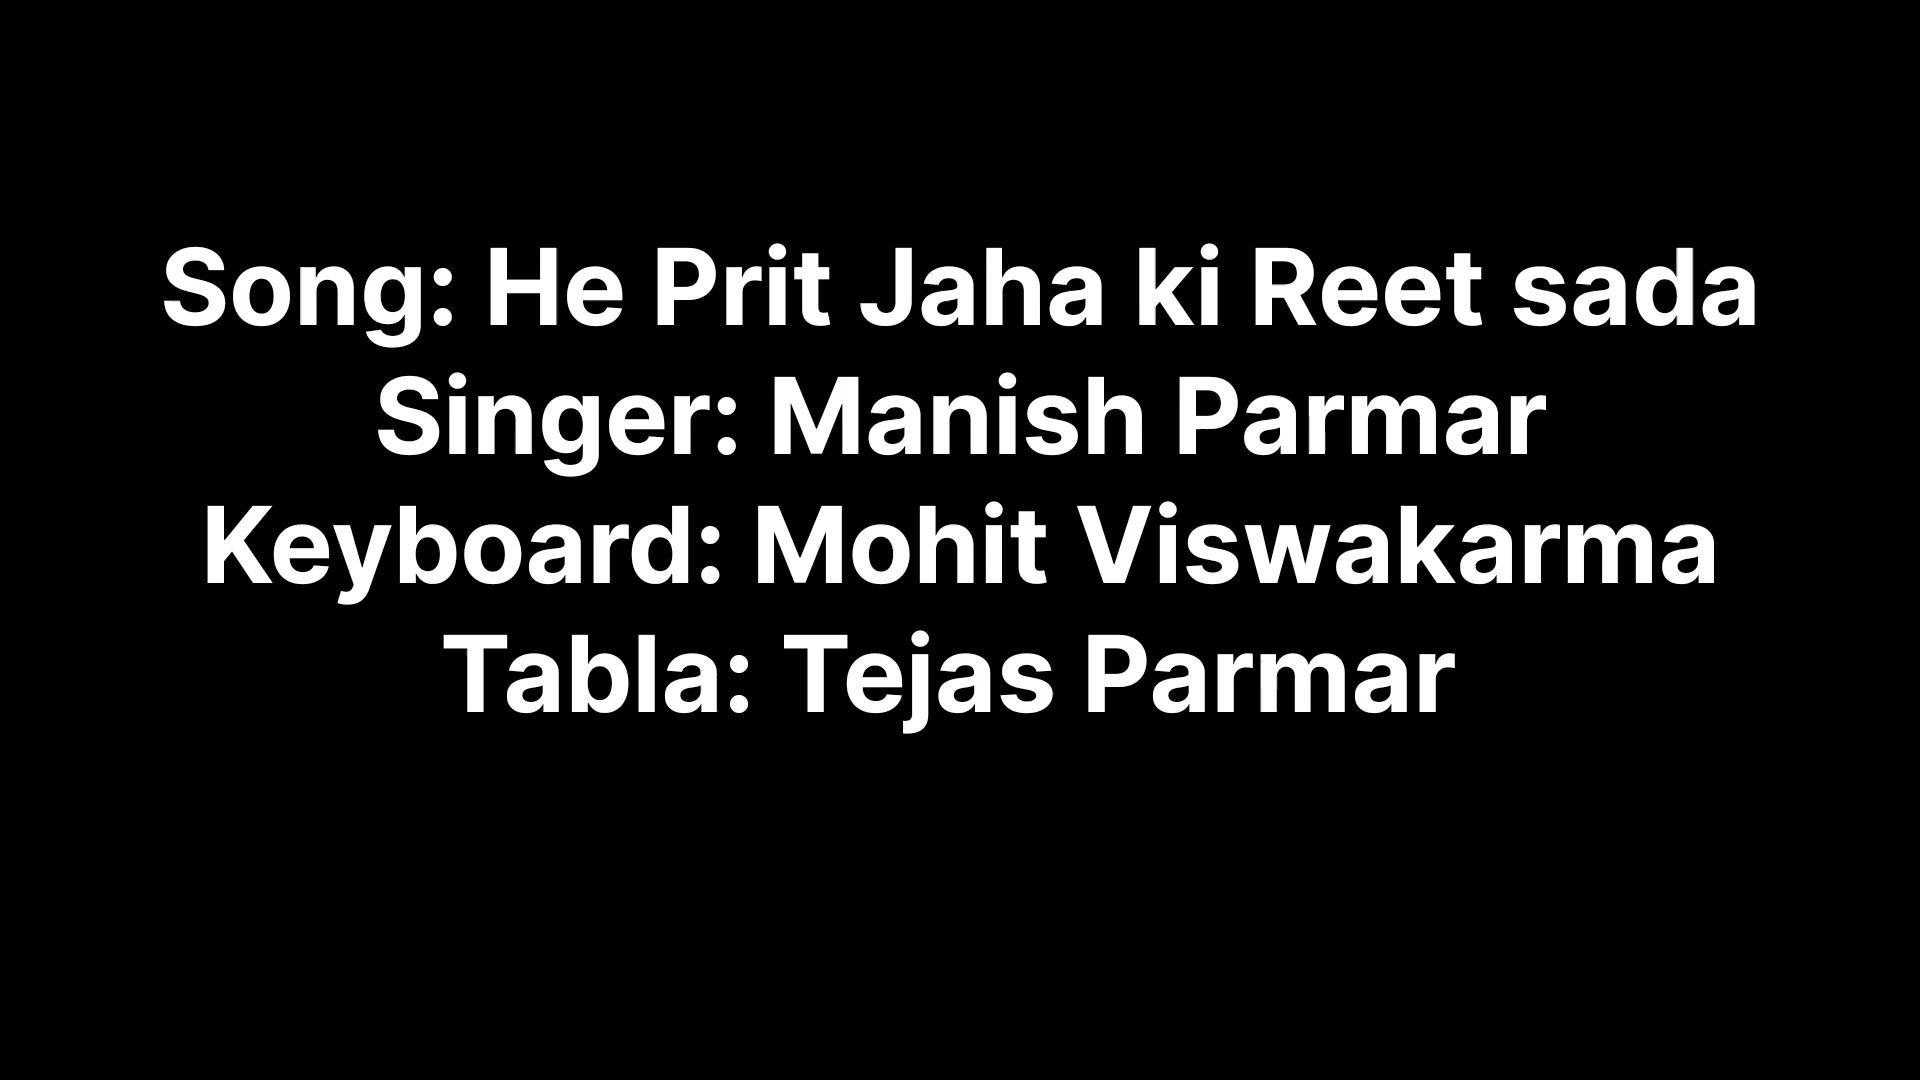 Song: He Prit Jaha ki Reet sada
Singer: Manish Parmar
Keyboard: Mohit Viswakarma
Tabla: Tejas Parmar